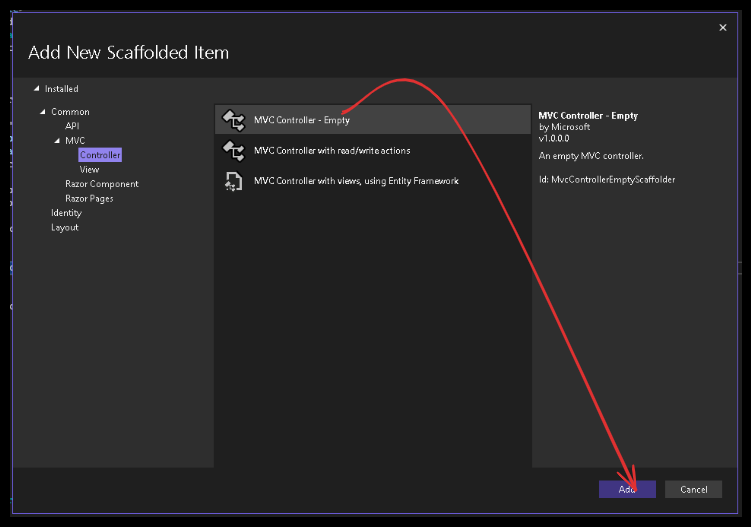 Add New Scaffolded Item
Installed
Common
API
MVC
Controller
View
Razor Component
Razor Pages
Identity
Layout
MVC Controller - Empty
MVC Controller with read/write actions
MVC Controller with views, using Entity Framework
MVC Controller - Empty
by Microsoft
v1.0.0.0
An empty MVC controller.
Id: MvcControllerEmptyScaffolder
Add
Cancel